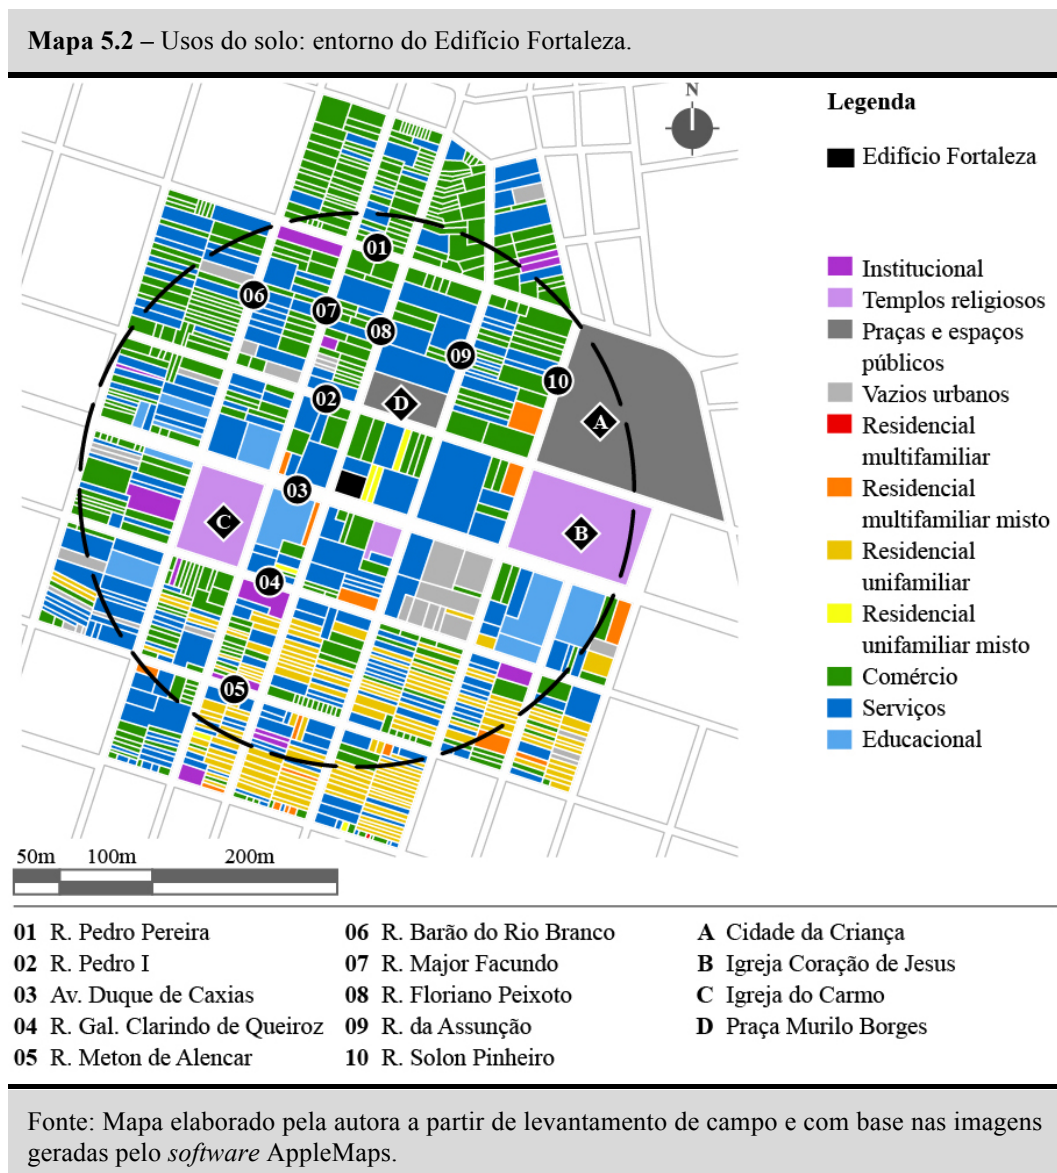 Mapa 5.2 – Usos do solo: entorno do Edifício Fortaleza.
N
Legenda
Edifício Fortaleza
Institucional
Templos religiosos
Praças e espaços
públicos
Vazios urbanos
Residencial
multifamiliar
Residencial
multifamiliar misto
Residencial
unifamiliar
Residencial
unifamiliar misto
Comércio
Serviços
Educacional
01
06
07
08
09
10
02
D
A
03
C
B
04
05
50m 100m 200m
01 R. Pedro Pereira
02 R. Pedro I
03 Av. Duque de Caxias
04 R. Gal. Clarindo de Queiroz
05 R. Meton de Alencar
06 R. Barão do Rio Branco
07 R. Major Facundo
08 R. Floriano Peixoto
09 R. da Assunção
10 R. Solon Pinheiro
A Cidade da Criança
B Igreja Coração de Jesus
C Igreja do Carmo
D Praça Murilo Borges
Fonte: Mapa elaborado pela autora a partir de levantamento de campo e com base nas imagens
geradas pelo software AppleMaps.